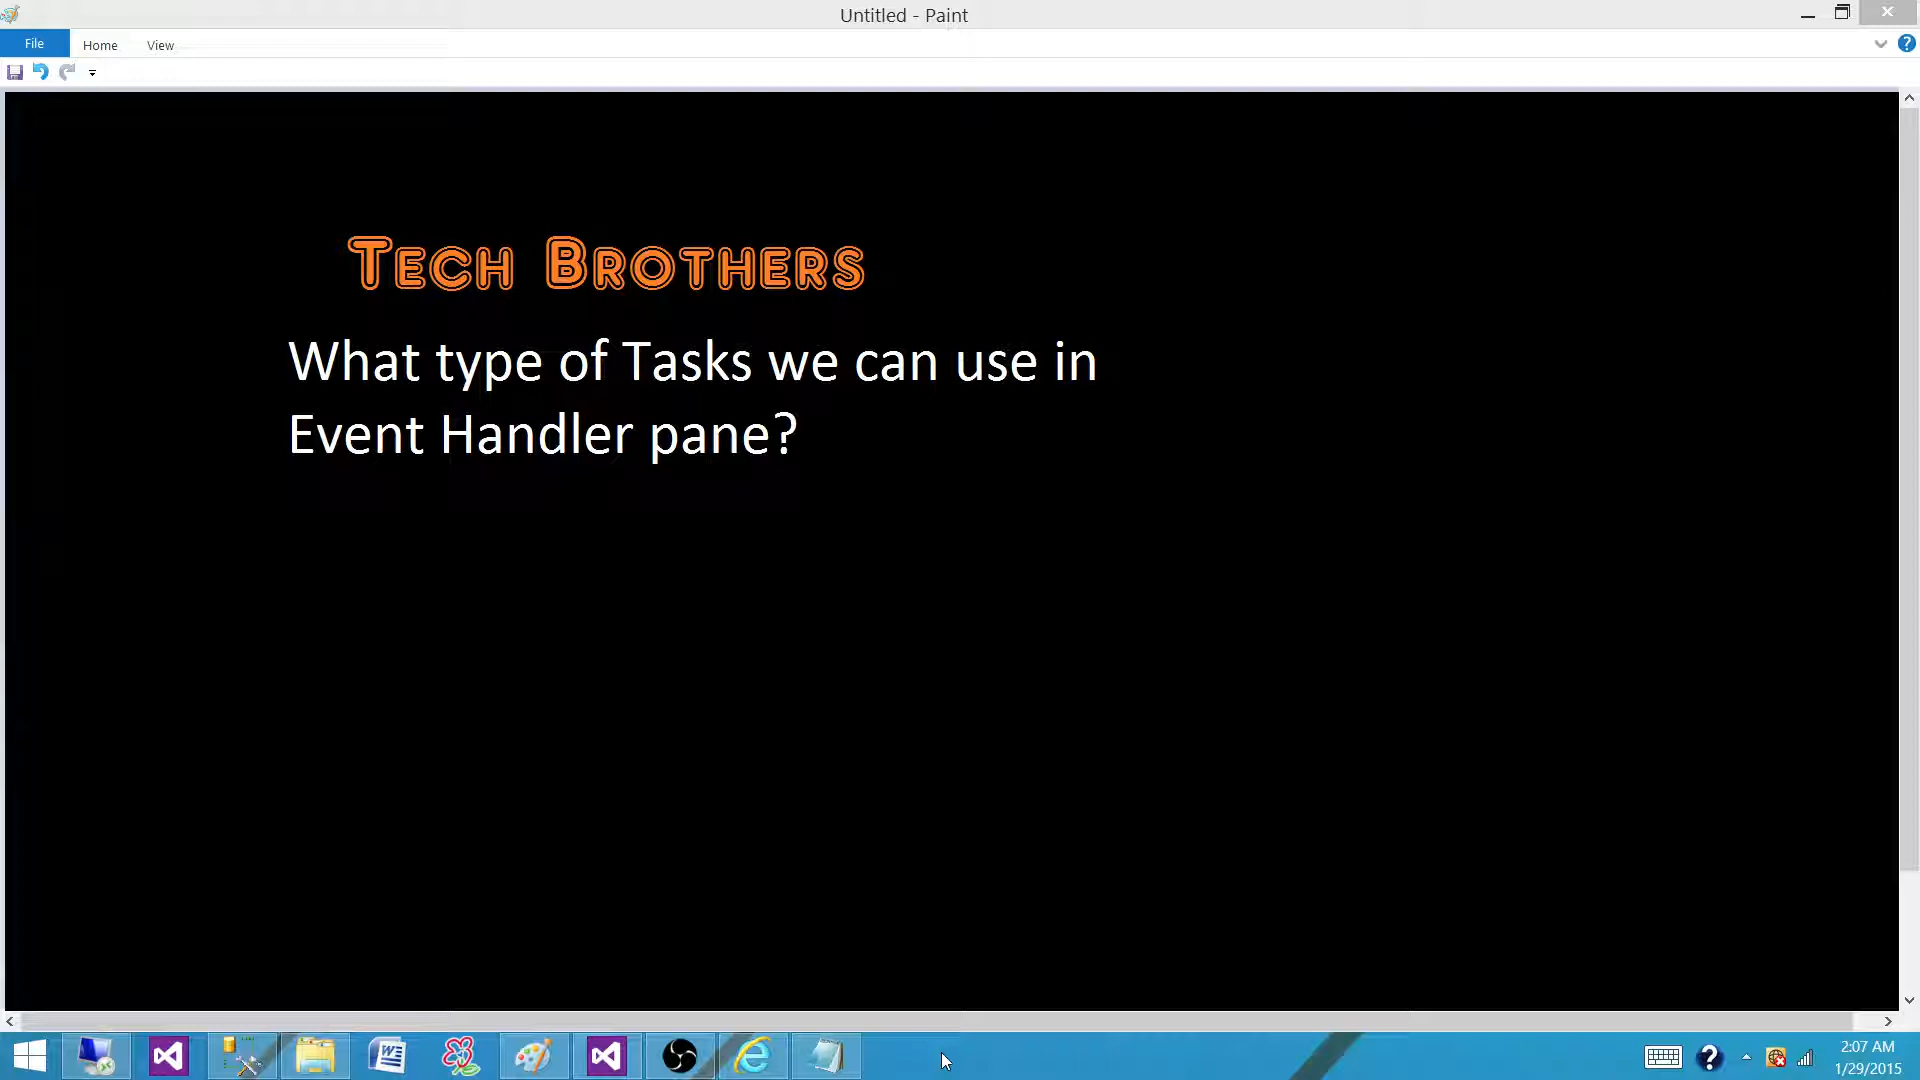 Untitled - Paint
File Home View
Tech Brothers
What type of Tasks we can use in
Event Handler pane?
2:07 AM
1/29/2015